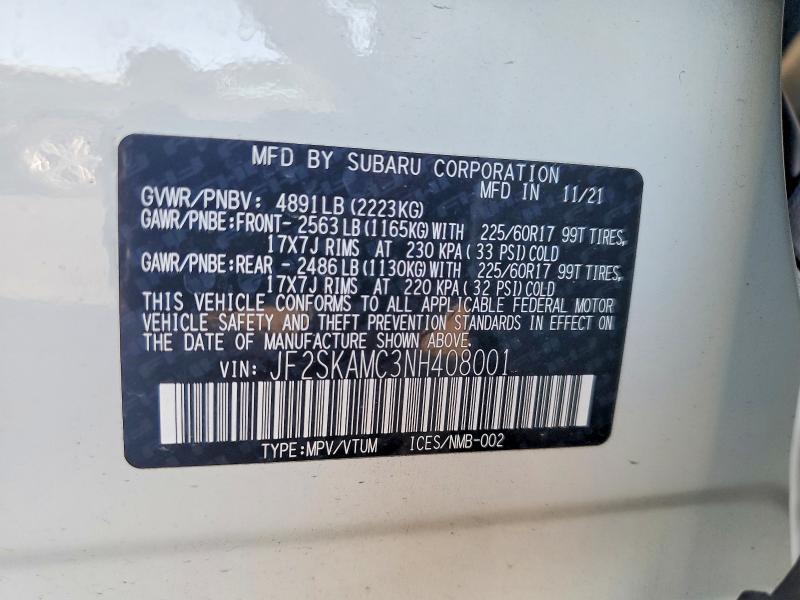 MFD BY SUBARU CORPORATION
MFD IN 11/21
GVWR/PNBV: 4891LB (2223KG)
GAWR/PNBE:FRONT- 2563 LB (1165KG) WITH 225/60R17 99T TIRES,
17X7J RIMS AT 230 KPA (33 PSI) COLD
GAWR/PNBE:REAR - 2486 LB (1130KG) WITH 225/60R17 99T TIRES,
17X7J RIMS AT 220 KPA (32 PSI) COLD
THIS VEHICLE CONFORMS TO ALL APPLICABLE FEDERAL MOTOR
VEHICLE SAFETY AND THEFT PREVENTION STANDARDS IN EFFECT ON
THE DATE OF MANUFACTURE SHOWN ABOVE.
VIN: JF2SKAMC3NH408001
TYPE:MPV/VTUM ICES/NMB-002